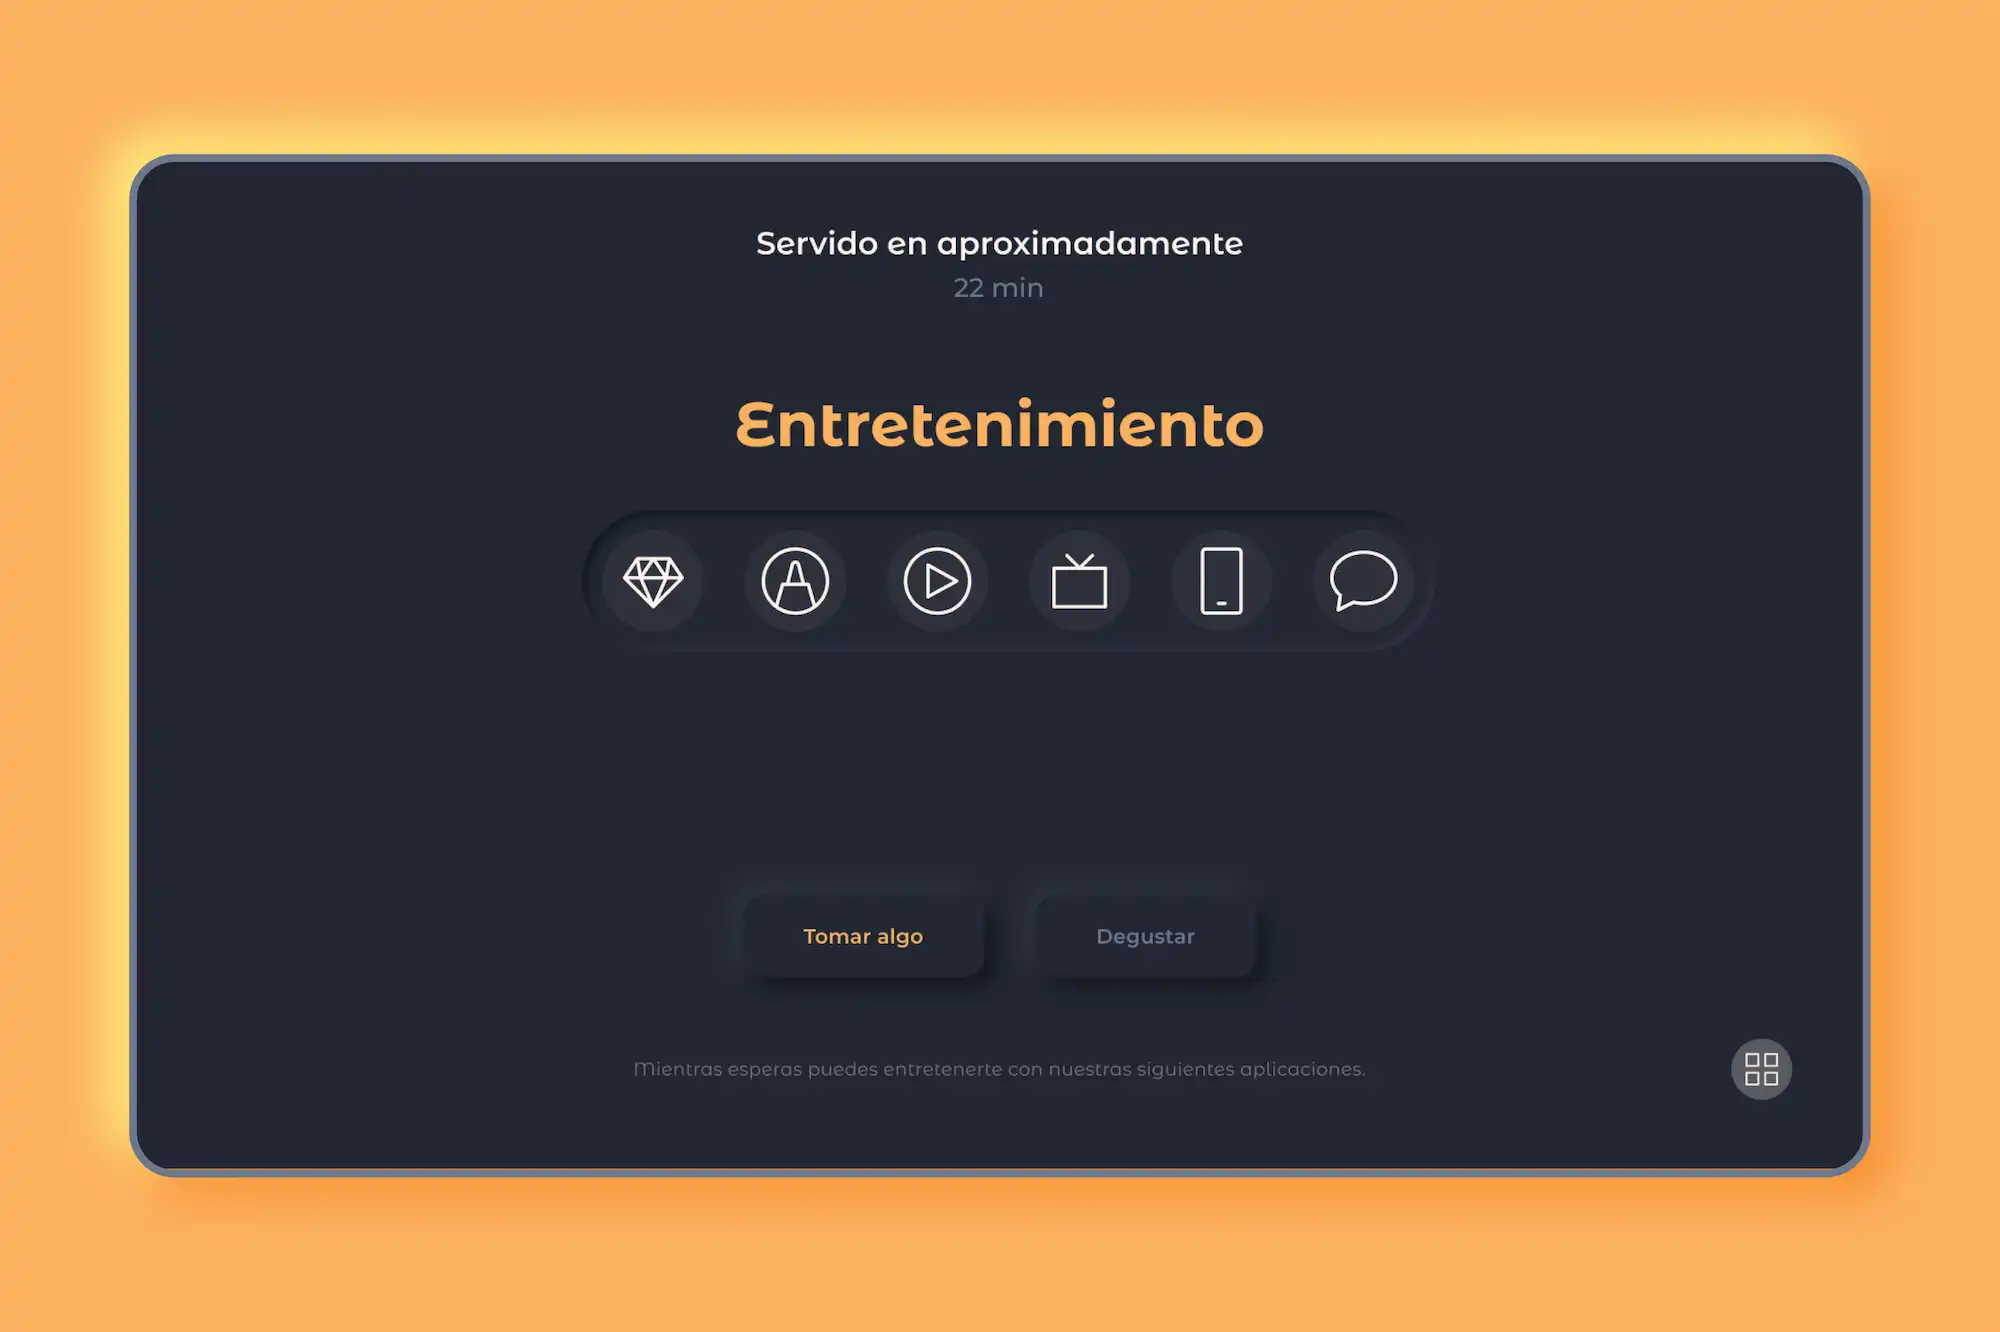 Servido en aproximadamente
22 min
Entretenimiento
Tomar algo
Degustar
Mientras esperas puedes entretenerte con nuestras siguientes aplicaciones.